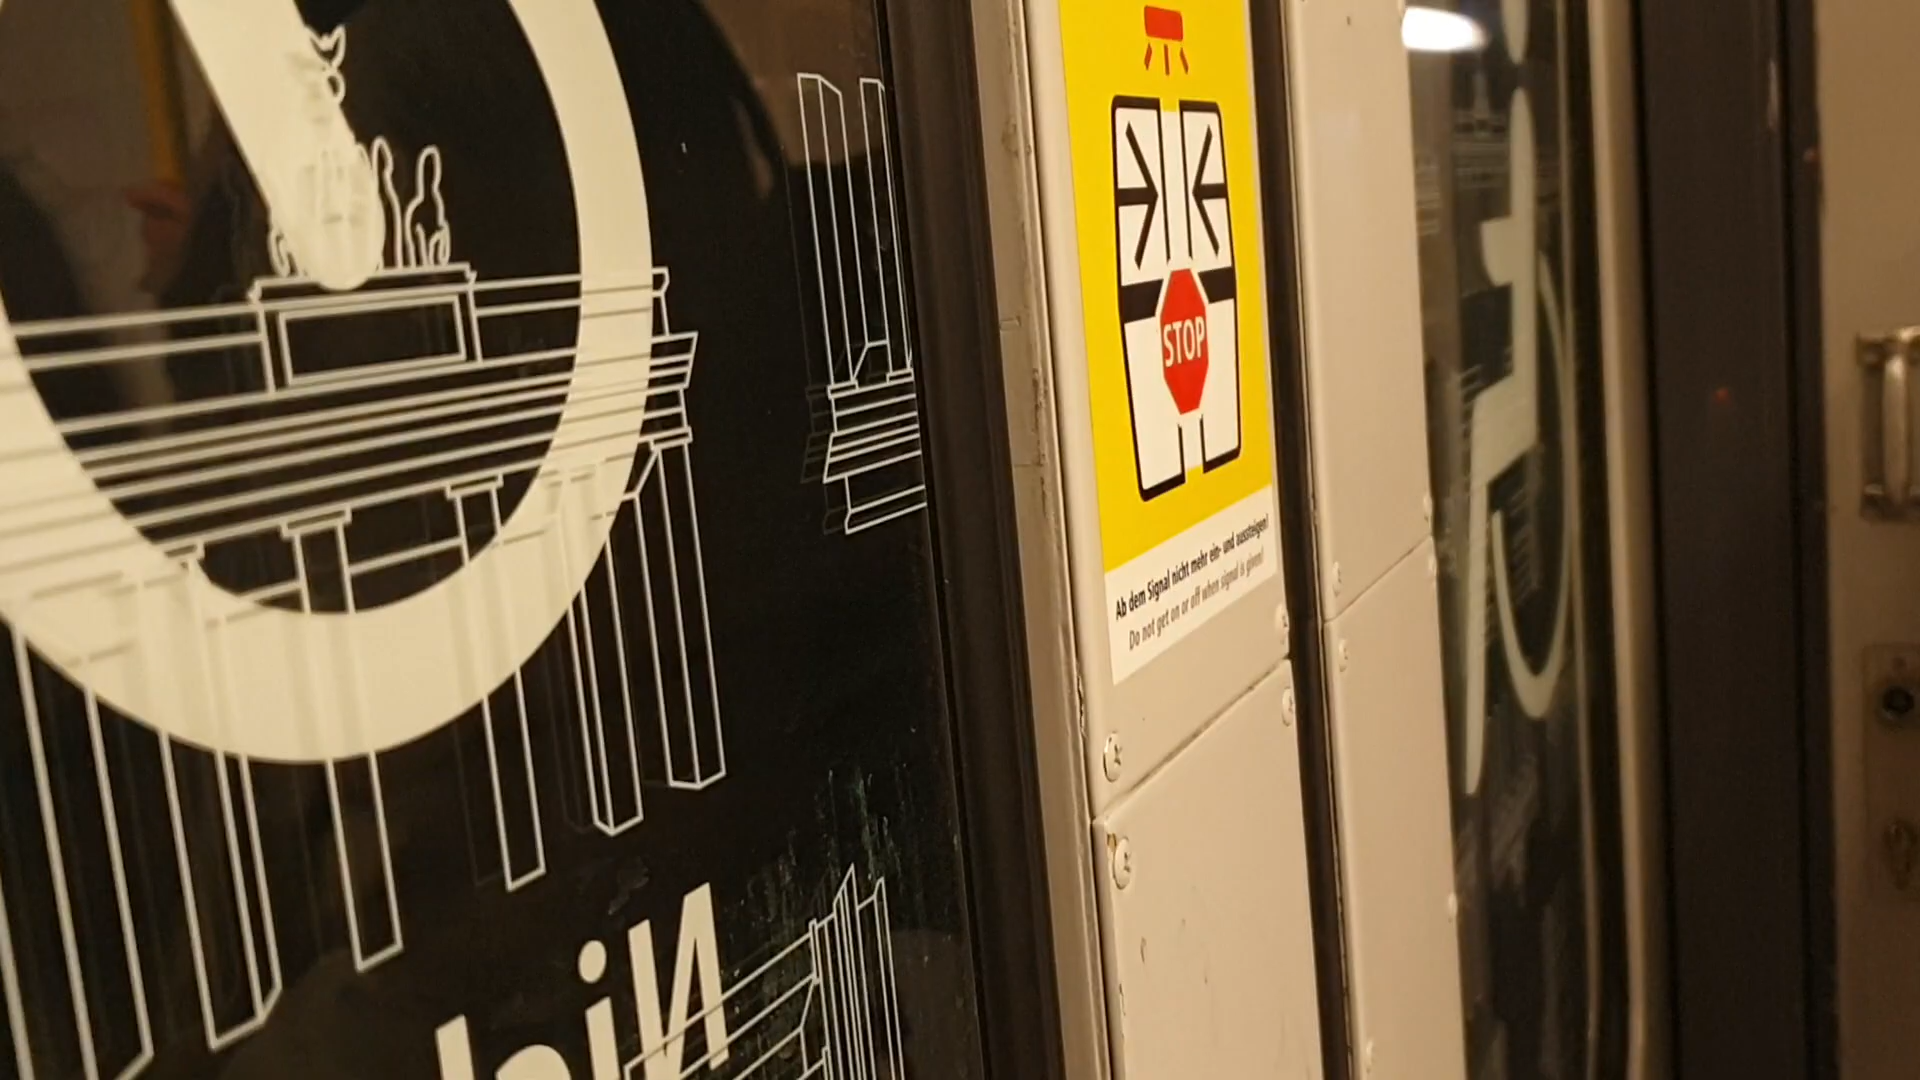 STOP
Ab dem Signal nicht mehr ein- und aussteigen!
Do not get on or off when signal is given!
Ni